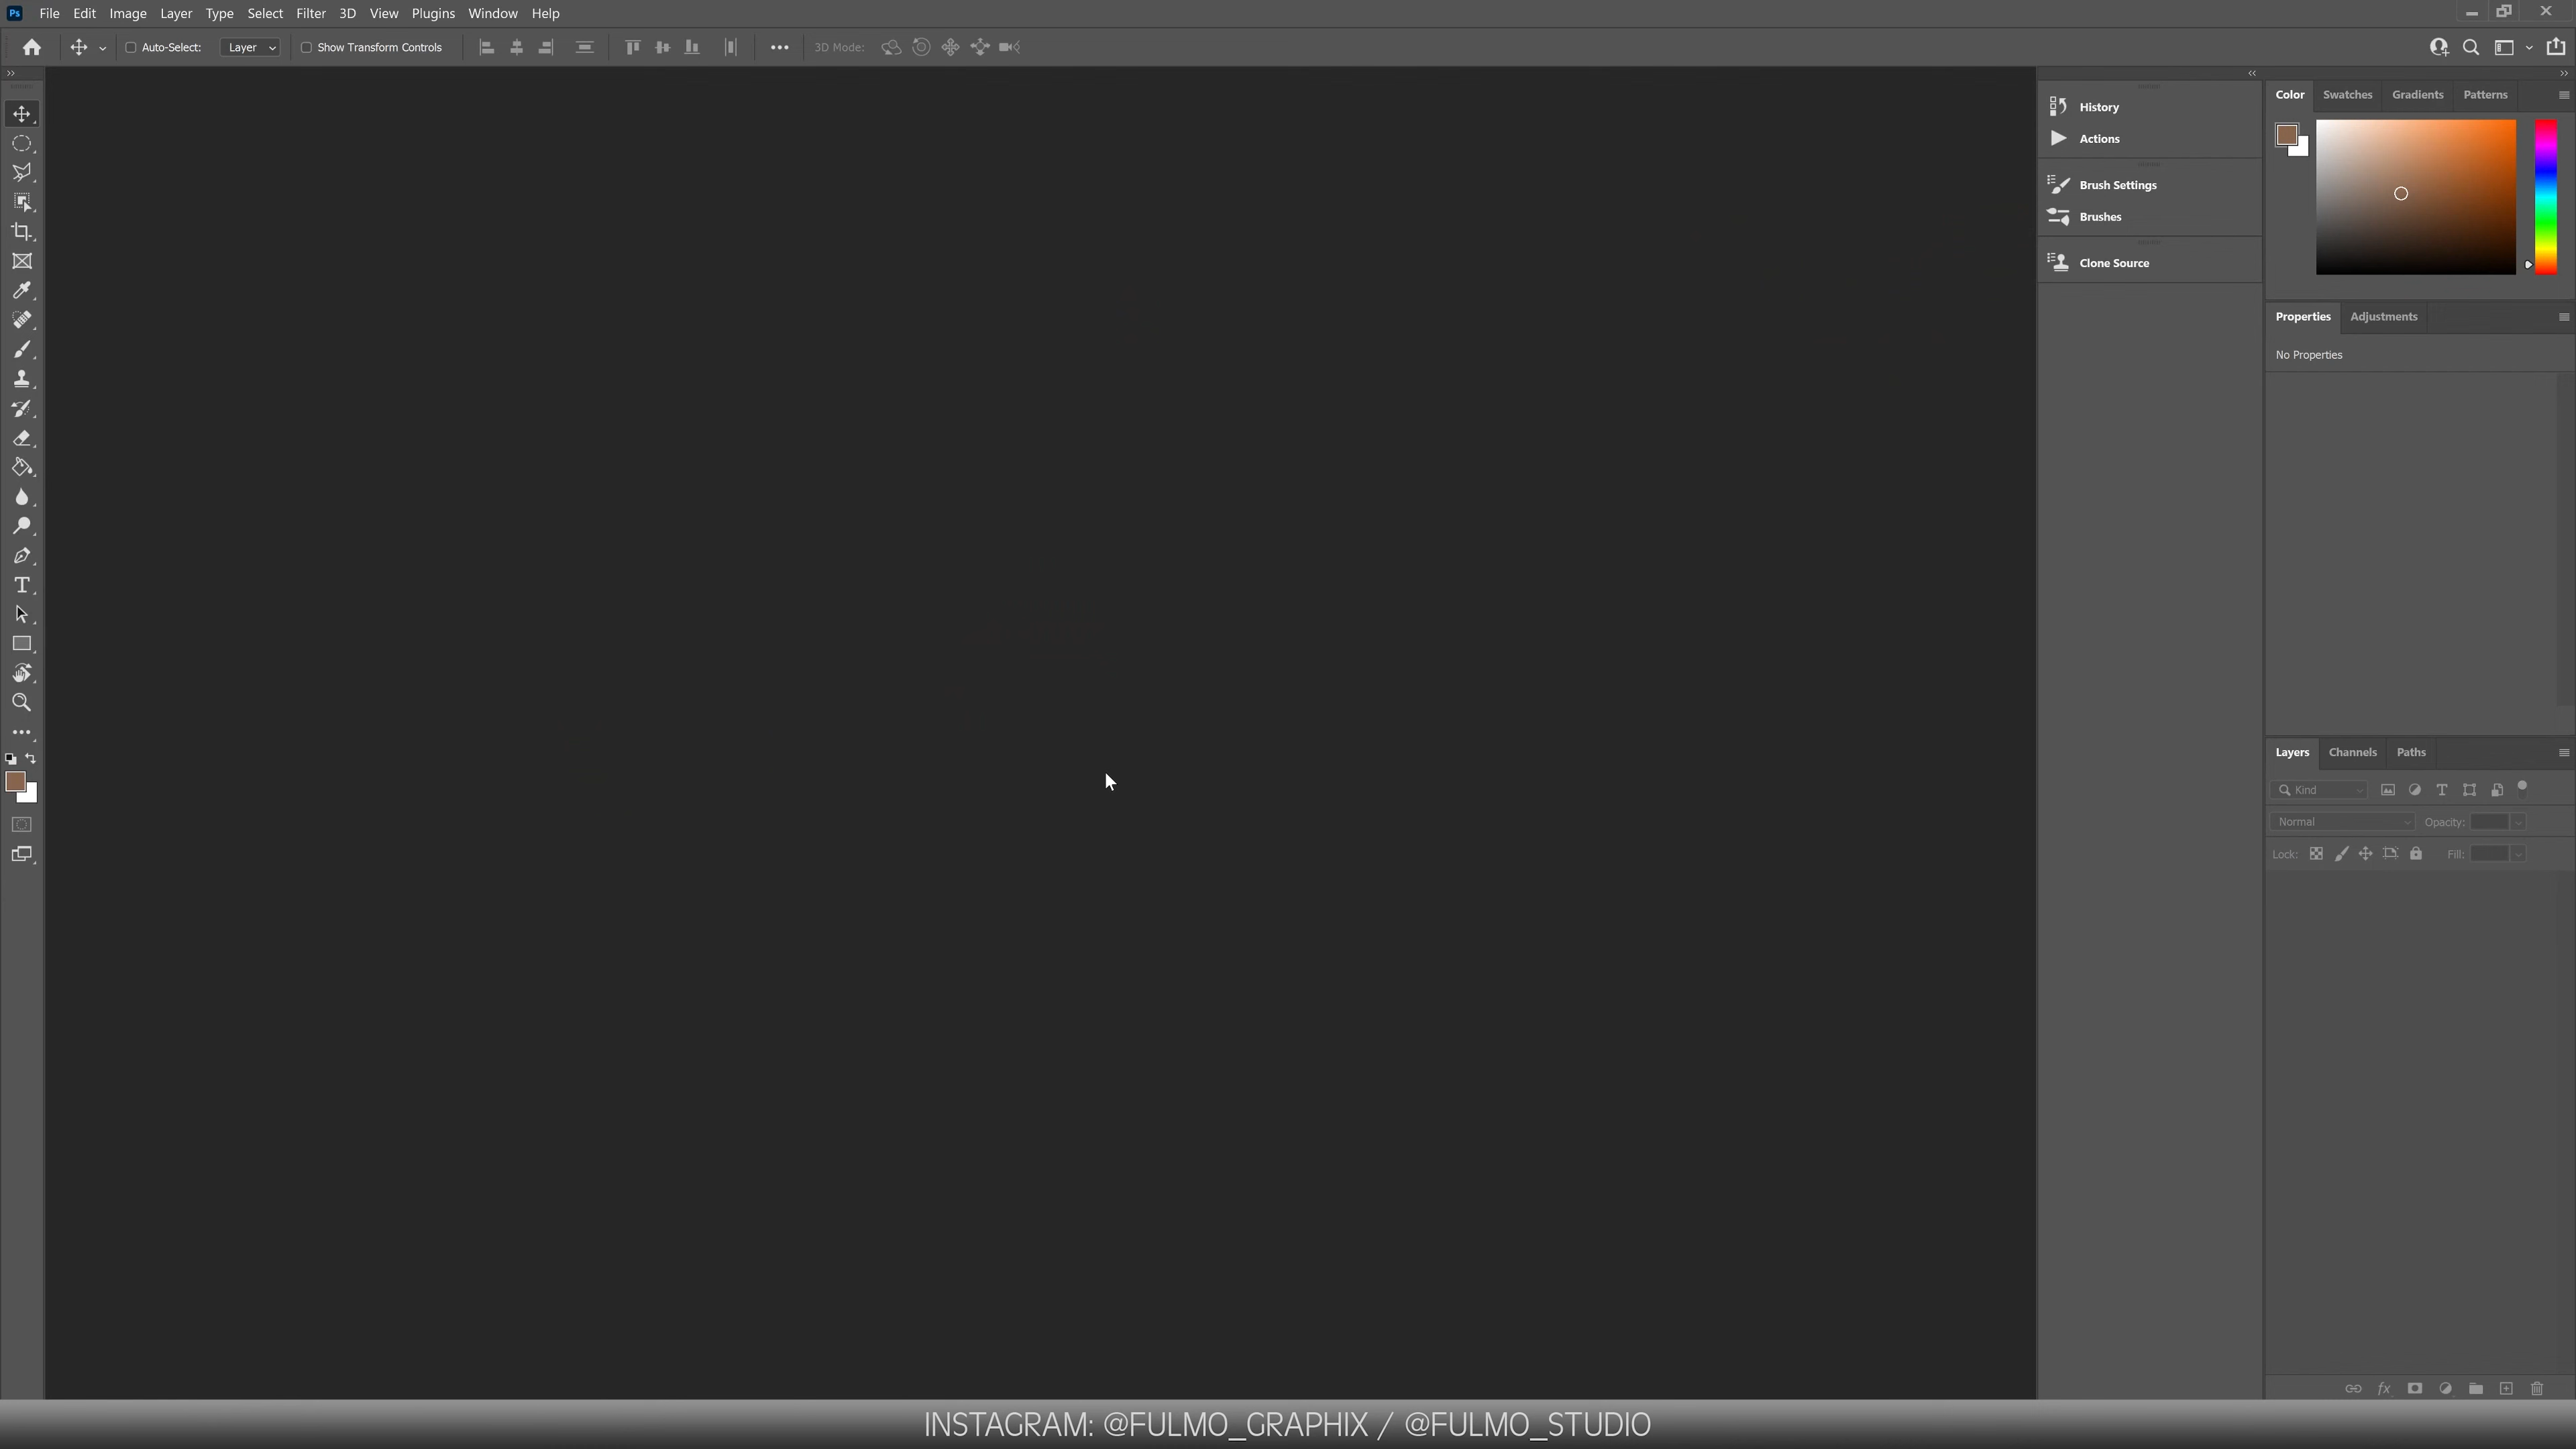 Ps File Edit Image Layer Type Select Filter 3D View Plugins Window Help
Auto-Select: Layer Show Transform Controls 3D Mode:
History
Actions
Brush Settings
Brushes
Clone Source
Color Swatches Gradients Patterns
Properties Adjustments
No Properties
Layers Channels Paths
Kind
Normal Opacity:
Lock: Fill:
fx
INSTAGRAM: @FULMO_GRAPHIX / @FULMO_STUDIO